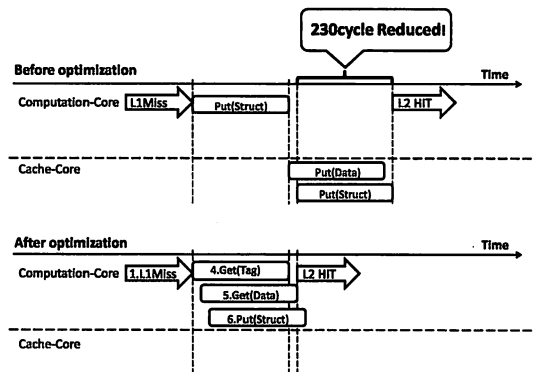 230cycle Reduced!
Before optimization
Time
Computation-Core
L1Miss
Put(Struct)
L2 HIT
Cache-Core
Put(Data)
Put(Struct)
After optimization
Time
Computation-Core
1.L1Miss
4.Get(Tag)
L2 HIT
5.Get(Data)
6.Put(Struct)
Cache-Core